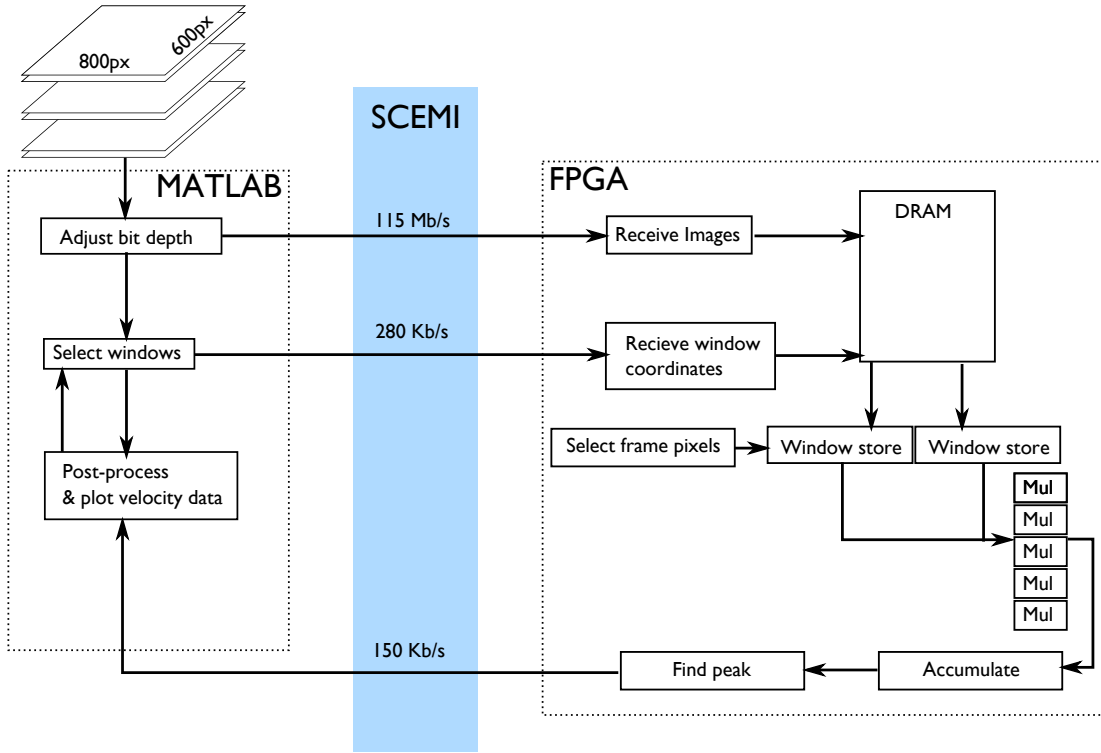 600px
800px
SCEMI
MATLAB
FPGA
115 Mb/s
DRAM
Adjust bit depth
Receive Images
280 Kb/s
Select windows
Recieve window
coordinates
Select frame pixels
Window store
Window store
Post-process
& plot velocity data
Mul
Mul
Mul
Mul
Mul
150 Kb/s
Find peak
Accumulate